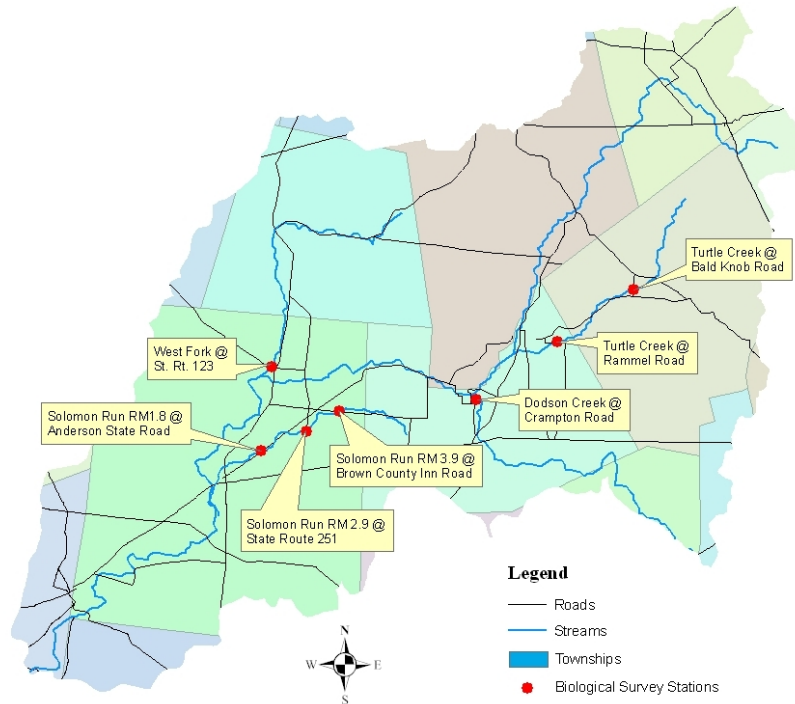 Turtle Creek @
Bald Knob Road
Turtle Creek @
Rammel Road
West Fork @
St. Rt. 123
Dodson Creek @
Crampton Road
Solomon Run RM1.8 @
Anderson State Road
Solomon Run RM 3.9 @
Brown County Inn Road
Solomon Run RM 2.9 @
State Route 251
Legend
Roads
Streams
Townships
Biological Survey Stations
N
W
E
S